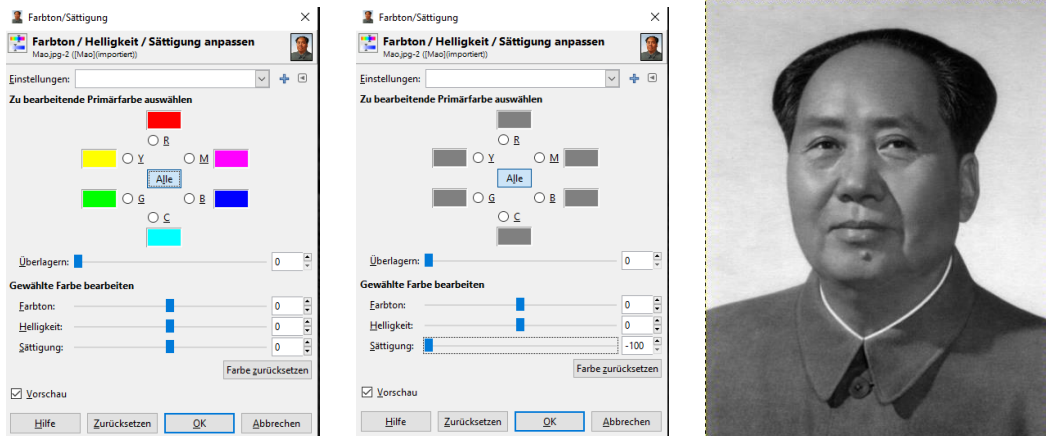 Farbton/Sättigung
Farbton / Helligkeit / Sättigung anpassen
Mao.jpg-2 ([Mao](importiert))
Einstellungen:
Zu bearbeitende Primärfarbe auswählen
R
Y
M
Alle
G
B
C
Überlagern:
0
Gewählte Farbe bearbeiten
Farbton:
0
Helligkeit:
0
Sättigung:
0
Farbe zurücksetzen
Vorschau
Hilfe
Zurücksetzen
OK
Abbrechen
Farbton/Sättigung
Farbton / Helligkeit / Sättigung anpassen
Mao.jpg-2 ([Mao](importiert))
Einstellungen:
Zu bearbeitende Primärfarbe auswählen
R
Y
M
Alle
G
B
C
Überlagern:
0
Gewählte Farbe bearbeiten
Farbton:
0
Helligkeit:
0
Sättigung:
-100
Farbe zurücksetzen
Vorschau
Hilfe
Zurücksetzen
OK
Abbrechen